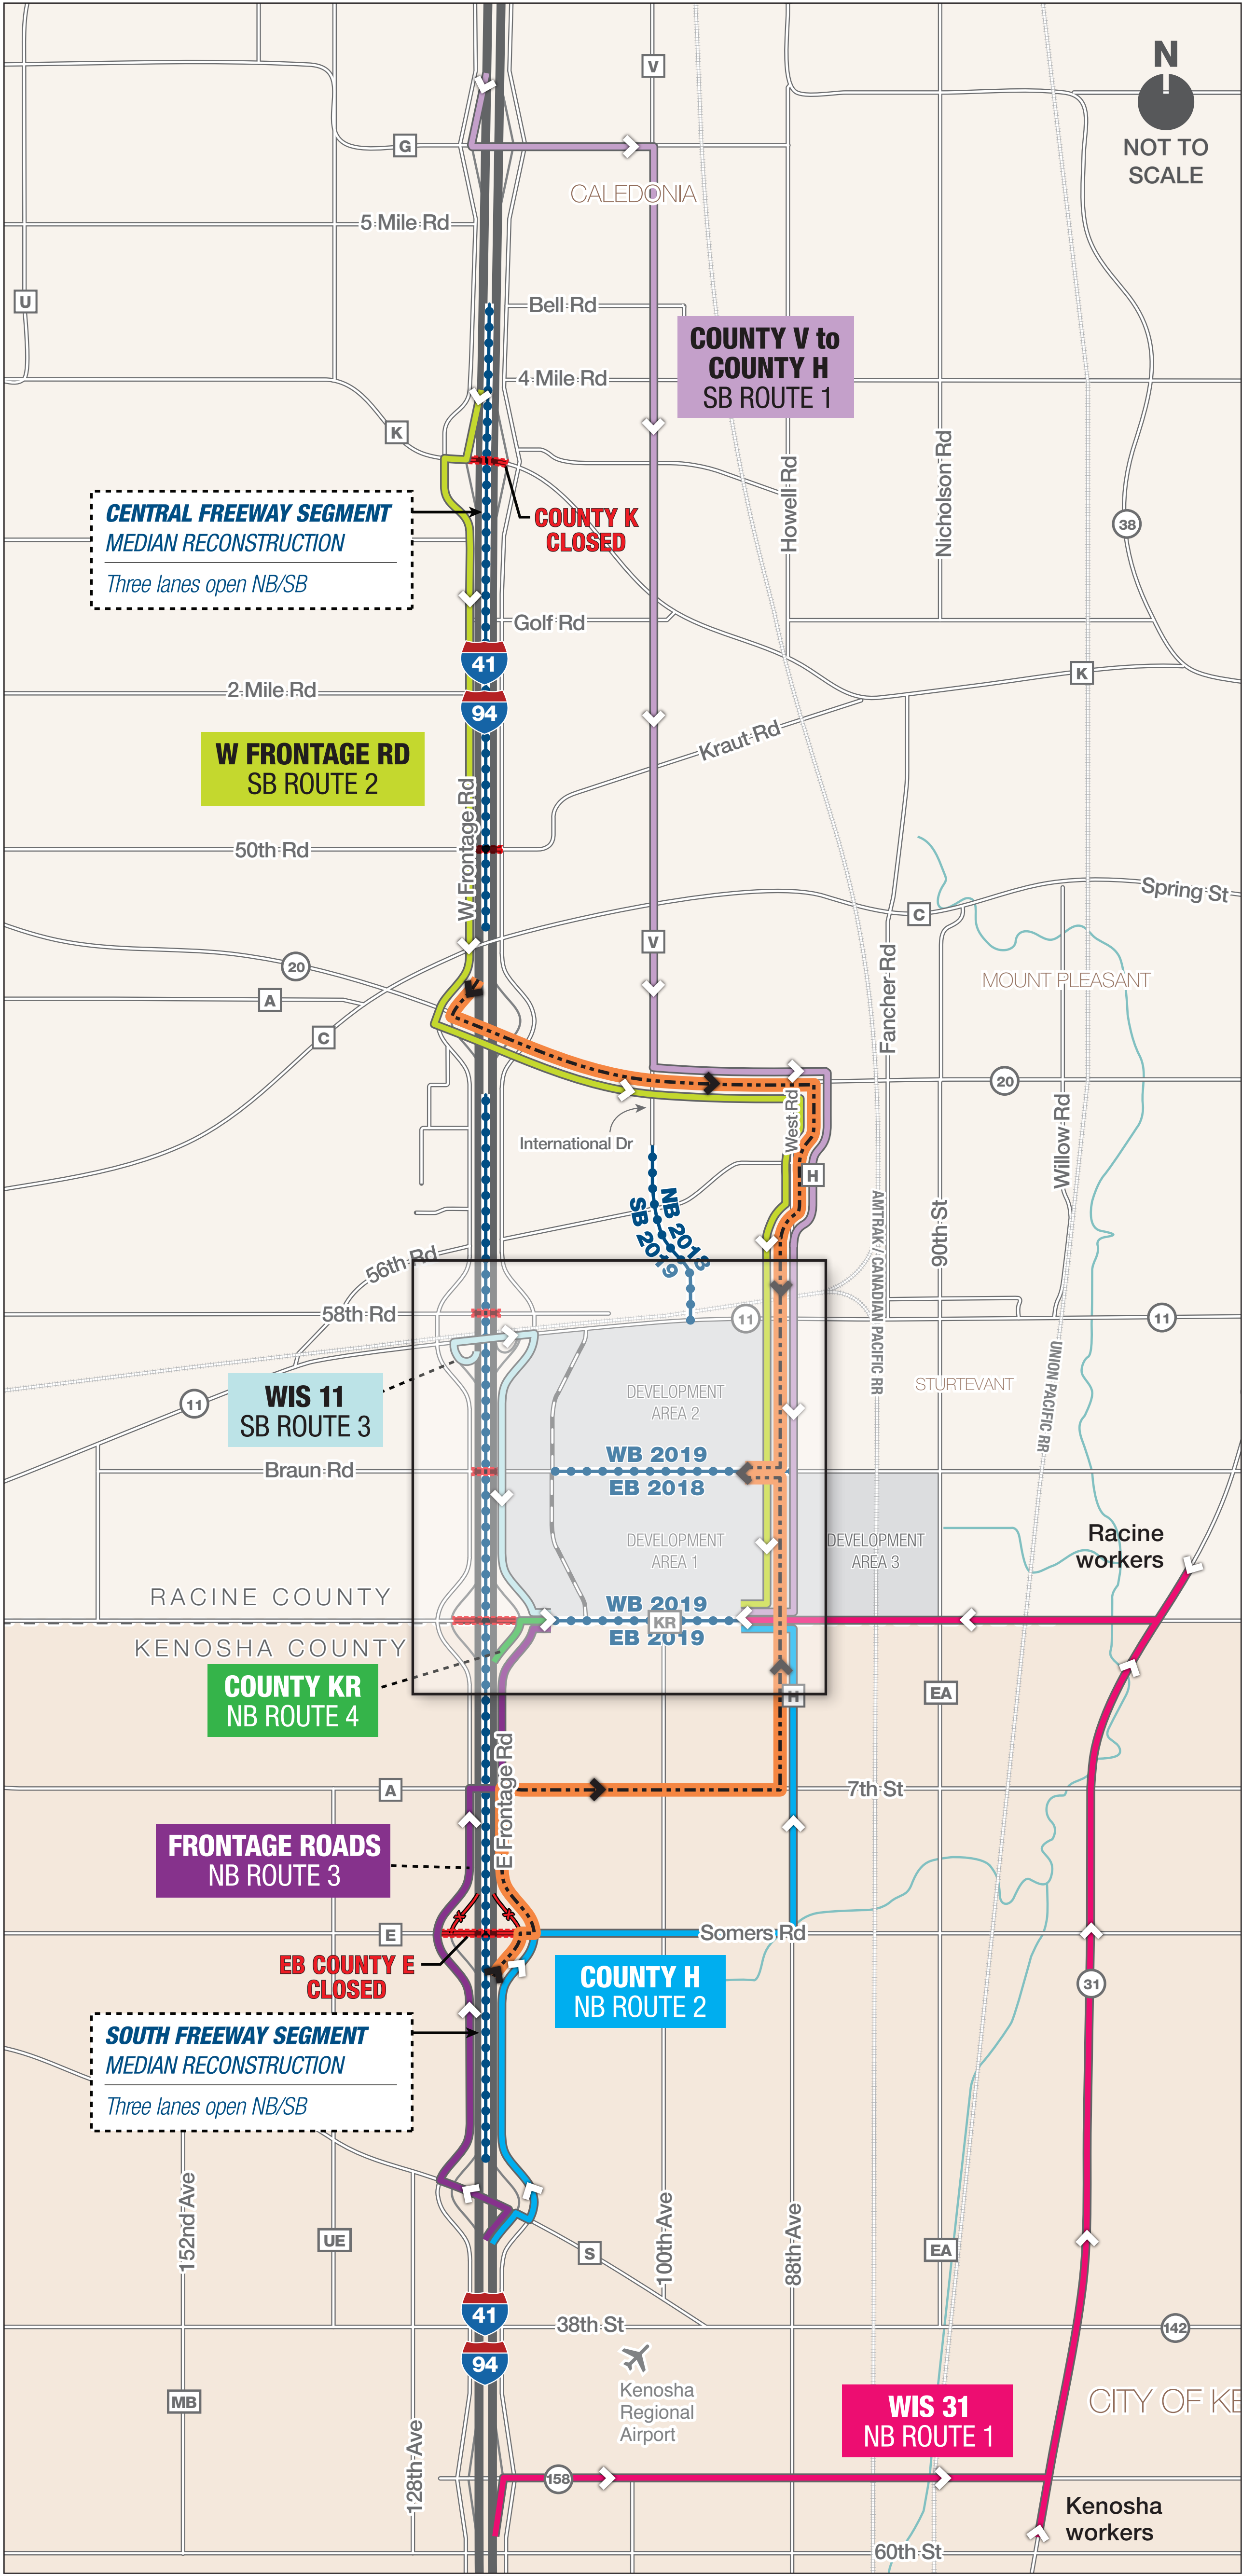 N
NOT TO
SCALE
V
G
CALEDONIA
5 Mile Rd
U
Bell Rd
COUNTY V to
COUNTY H
SB ROUTE 1
4 Mile Rd
K
Howell Rd
Nicholson Rd
CENTRAL FREEWAY SEGMENT
MEDIAN RECONSTRUCTION
Three lanes open NB/SB
COUNTY K
CLOSED
38
Golf Rd
41
K
2 Mile Rd
94
Kraut Rd
W FRONTAGE RD
SB ROUTE 2
W Frontage Rd
50th Rd
Spring St
C
V
20
Fancher Rd
MOUNT PLEASANT
A
C
20
West Rd
Willow Rd
International Dr
H
NB 2018
SB 2019
AMTRAK / CANADIAN PACIFIC RR
90th St
56th Rd
58th Rd
11
11
UNION PACIFIC RR
WIS 11
SB ROUTE 3
11
DEVELOPMENT
AREA 2
STURTEVANT
WB 2019
Braun Rd
EB 2018
DEVELOPMENT
AREA 1
DEVELOPMENT
AREA 3
Racine
workers
RACINE COUNTY
WB 2019
KR
EB 2019
KENOSHA COUNTY
COUNTY KR
NB ROUTE 4
H
EA
E Frontage Rd
A
7th St
FRONTAGE ROADS
NB ROUTE 3
E
Somers Rd
EB COUNTY E
CLOSED
COUNTY H
NB ROUTE 2
31
SOUTH FREEWAY SEGMENT
MEDIAN RECONSTRUCTION
Three lanes open NB/SB
152nd Ave
UE
S
100th Ave
88th Ave
EA
41
38th St
142
94
Kenosha
Regional
Airport
MB
WIS 31
NB ROUTE 1
CITY OF KE
128th Ave
158
Kenosha
workers
60th St